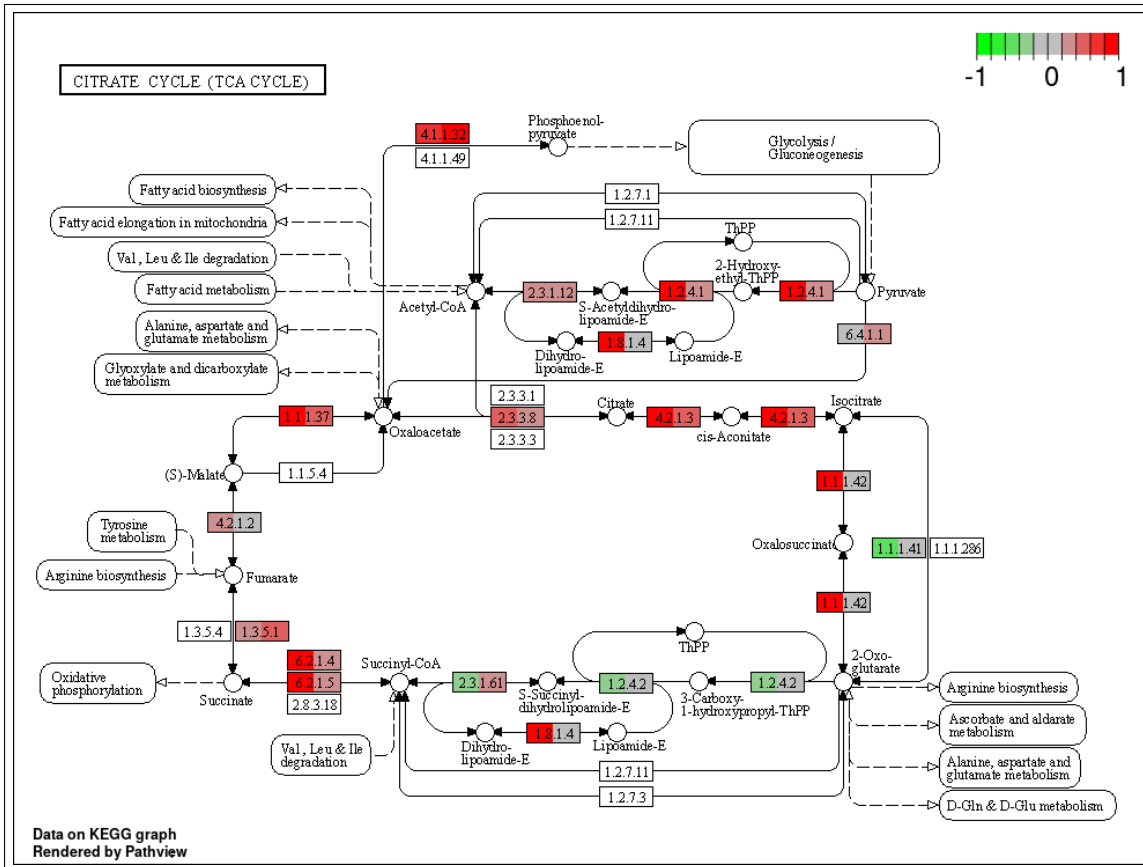 -1 0 1
CITRATE CYCLE (TCA CYCLE)
Phosphoenol-
pyruvate
4.1.1.32
4.1.1.49
Glycolysis /
Gluconeogenesis
Fatty acid biosynthesis
Fatty acid elongation in mitochondria
Val, Leu & Ile degradation
Fatty acid metabolism
Alanine, aspartate and
glutamate metabolism
Glyoxylate and dicarboxylate
metabolism
1.2.7.1
1.2.7.11
ThPP
2-Hydroxy-
ethyl-ThPP
2.3.1.12
1.2.4.1
1.2.4.1
Acetyl-CoA
S-Acetyldihydro-
lipoamide-E
Pyruvate
1.8.1.4
6.4.1.1
Dihydro-
lipoamide-E
Lipoamide-E
2.3.3.1
2.3.3.8
2.3.3.3
Citrate
Isocitrate
1.1.1.37
4.2.1.3
4.2.1.3
Oxaloacetate
cis-Aconitate
(S)-Malate
1.1.5.4
1.1.1.42
Tyrosine
metabolism
4.2.1.2
Oxalosuccinate
1.1.1.41
1.1.1.286
Arginine biosynthesis
Fumarate
1.1.1.42
1.3.5.4
1.3.5.1
ThPP
6.2.1.4
6.2.1.5
2.8.3.18
Succinyl-CoA
2-Oxo-
glutarate
Oxidative
phosphorylation
Succinate
2.3.1.61
1.2.4.2
1.2.4.2
S-Succinyl-
dihydrolipoamide-E
3-Carboxy-
1-hydroxypropyl-ThPP
Arginine biosynthesis
Ascorbate and aldarate
metabolism
Alanine, aspartate and
glutamate metabolism
D-Gln & D-Glu metabolism
1.8.1.4
Val, Leu & Ile
degradation
Dihydro-
lipoamide-E
Lipoamide-E
1.2.7.11
1.2.7.3
Data on KEGG graph
Rendered by Pathview